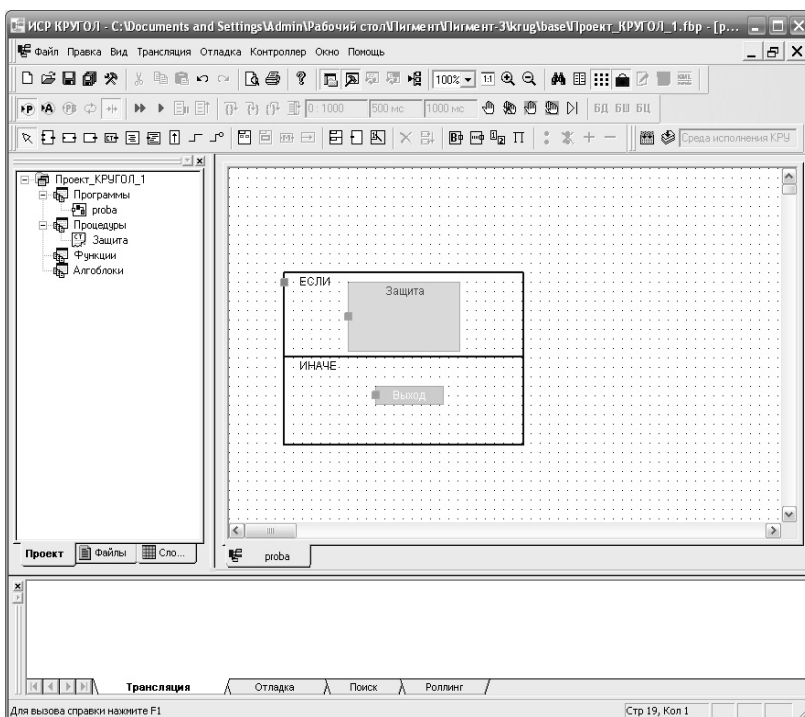 ИСР КРУГОЛ - C:\Documents and Settings\Admin\Рабочий стол\Пигмент\Пигмент-3\krug\base\Проект_КРУГОЛ_1.fbp - [p...
Файл Правка Вид Трансляция Отладка Контроллер Окно Помощь
100%
0 : 1000 500 мс 1000 мс БД БШ БЦ
Среда исполнения КРУ
Проект_КРУГОЛ_1
Программы
proba
Процедуры
Защита
Функции
Алгоблоки
ЕСЛИ
Защита
ИНАЧЕ
Выход
Проект Файлы Сло...
proba
Трансляция Отладка Поиск Роллинг
Для вызова справки нажмите F1
Стр 19, Кол 1